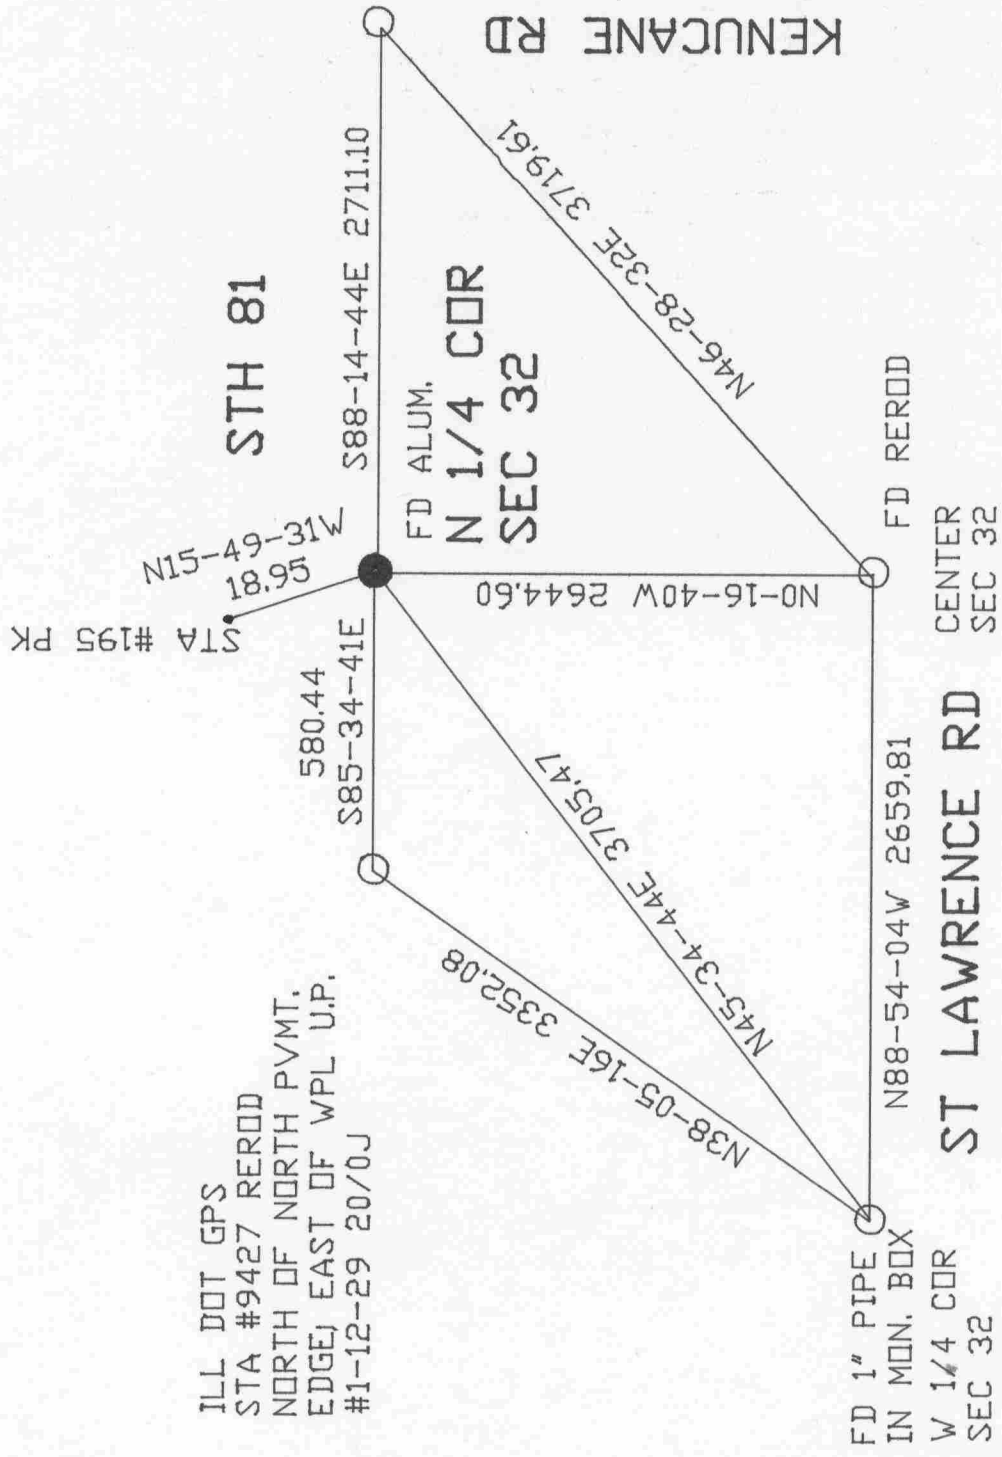 KENUCANE RD
STH 81
S88-14-44E 2711.10
N46-28-32E 3719.61
FD ALUM.
N 1/4 COR
SEC 32
N15-49-31W
18.95
STA #195 PK
580.44
S85-34-41E
N0-16-40W 2644.60
N45-34-44E 3705.47
N38-05-16E 3352.08
ILL DOT GPS
STA #9427 REROD
NORTH OF NORTH PVMT.
EDGE; EAST OF WPL U.P.
#1-12-29 20/0J
FD REROD
CENTER
SEC 32
N88-54-04W 2659.81
ST LAWRENCE RD
FD 1" PIPE
IN MON. BOX
W 1/4 COR
SEC 32